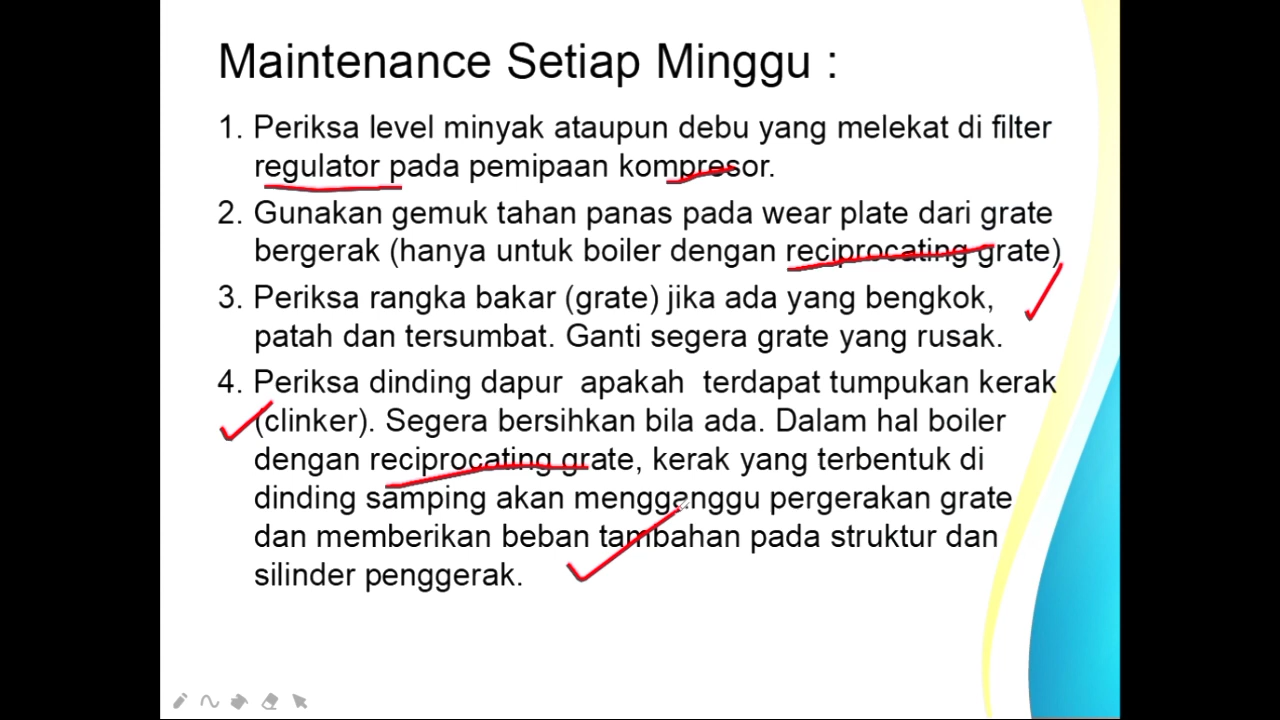 Maintenance Setiap Minggu :
1. Periksa level minyak ataupun debu yang melekat di filter
regulator pada pemipaan kompresor.
2. Gunakan gemuk tahan panas pada wear plate dari grate
bergerak (hanya untuk boiler dengan reciprocating grate)
3. Periksa rangka bakar (grate) jika ada yang bengkok,
patah dan tersumbat. Ganti segera grate yang rusak.
4. Periksa dinding dapur apakah terdapat tumpukan kerak
(clinker). Segera bersihkan bila ada. Dalam hal boiler
dengan reciprocating grate, kerak yang terbentuk di
dinding samping akan mengganggu pergerakan grate
dan memberikan beban tambahan pada struktur dan
silinder penggerak.